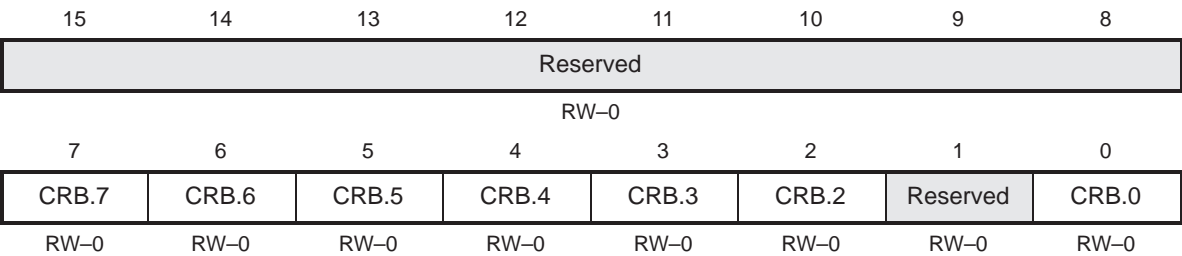 15 14 13 12 11 10 9 8
Reserved
RW–0
7 6 5 4 3 2 1 0
CRB.7 CRB.6 CRB.5 CRB.4 CRB.3 CRB.2 Reserved CRB.0
RW–0 RW–0 RW–0 RW–0 RW–0 RW–0 RW–0 RW–0